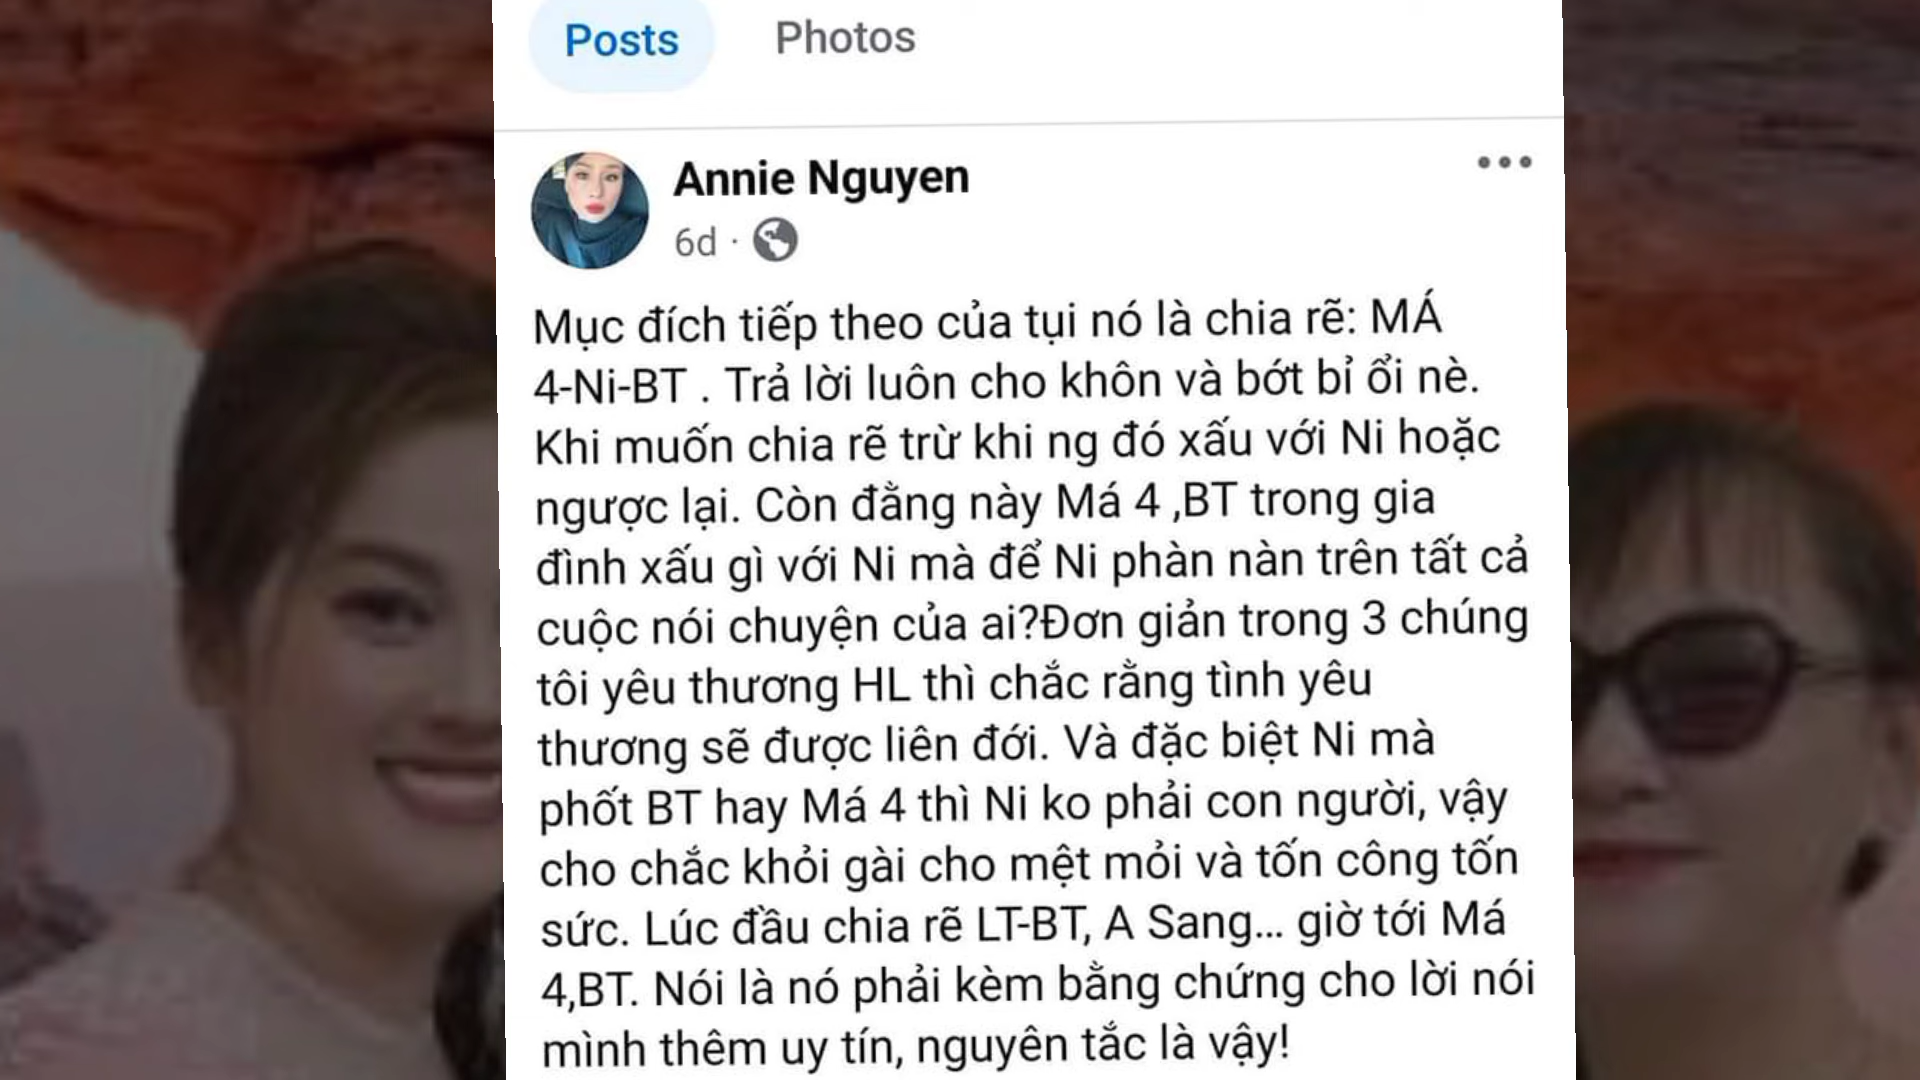 Posts Photos
Annie Nguyen
6d ·
Mục đích tiếp theo của tụi nó là chia rẽ: MÁ
4-Ni-BT . Trả lời luôn cho khôn và bớt bỉ ổi nè.
Khi muốn chia rẽ trừ khi ng đó xấu với Ni hoặc
ngược lại. Còn đằng này Má 4 ,BT trong gia
đình xấu gì với Ni mà để Ni phàn nàn trên tất cả
cuộc nói chuyện của ai?Đơn giản trong 3 chúng
tôi yêu thương HL thì chắc rằng tình yêu
thương sẽ được liên đới. Và đặc biệt Ni mà
phốt BT hay Má 4 thì Ni ko phải con người, vậy
cho chắc khỏi gài cho mệt mỏi và tốn công tốn
sức. Lúc đầu chia rẽ LT-BT, A Sang... giờ tới Má
4,BT. Nói là nó phải kèm bằng chứng cho lời nói
mình thêm uy tín, nguyên tắc là vậy!